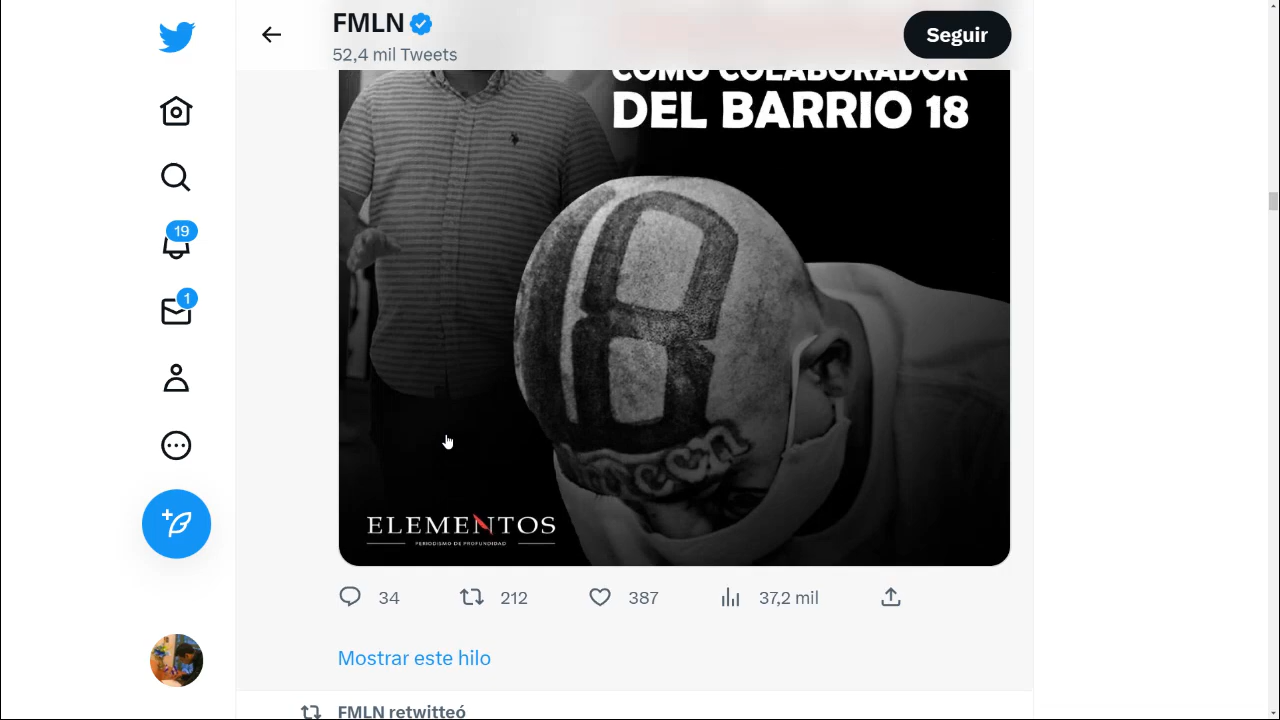 FMLN
52,4 mil Tweets
Seguir
COMO COLABORADOR
DEL BARRIO 18
19
1
18
ELEMENTOS
PERIODISMO DE PROFUNDIDAD
34
212
387
37,2 mil
Mostrar este hilo
FMLN retwitteó